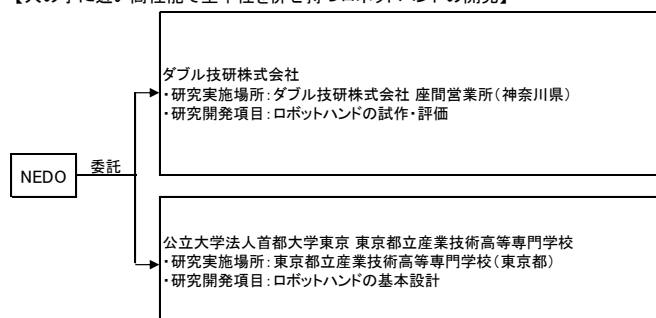 【人の手に近い高性能で堅牢性を併せ持つロボットハンドの開発】
ダブル技研株式会社
・研究実施場所:ダブル技研株式会社 座間営業所(神奈川県)
・研究開発項目:ロボットハンドの試作・評価
NEDO
委託
公立大学法人首都大学東京 東京都立産業技術高等専門学校
・研究実施場所:東京都立産業技術高等専門学校(東京都)
・研究開発項目:ロボットハンドの基本設計